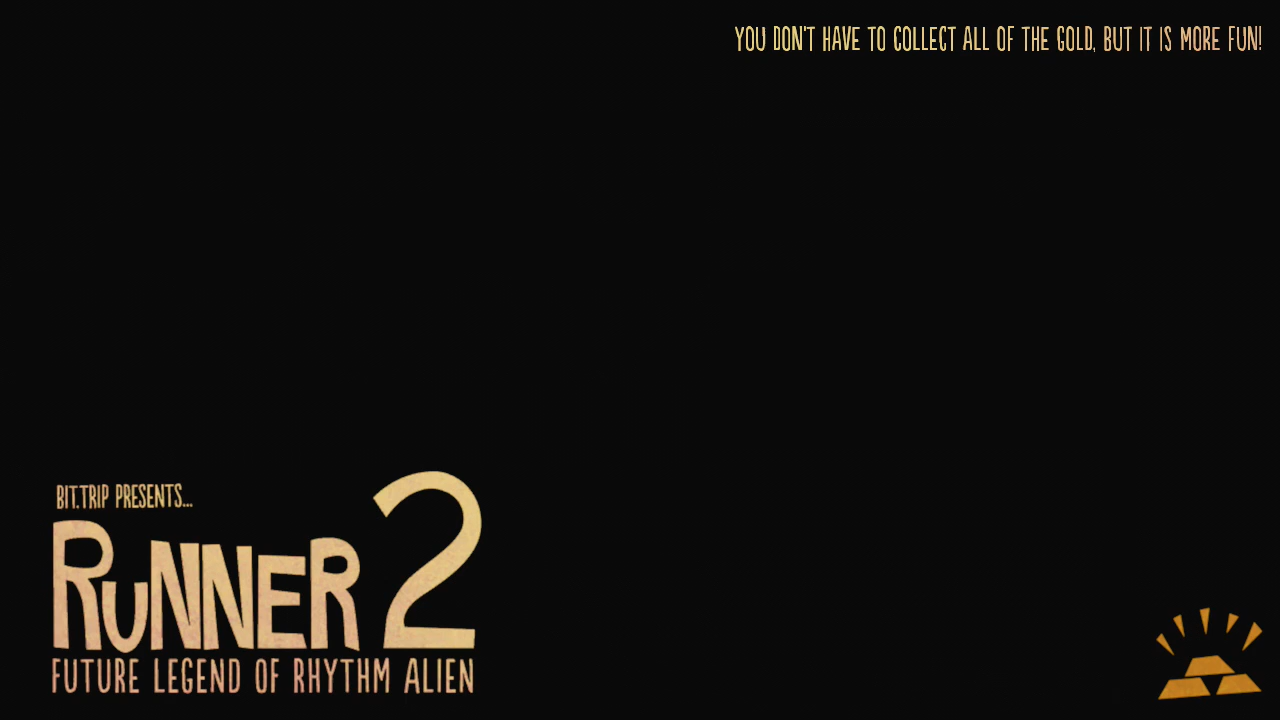 YOU DON'T HAVE TO COLLECT ALL OF THE GOLD, BUT IT IS MORE FUN!
BIT.TRIP PRESENTS...
RUNNER 2
FUTURE LEGEND OF RHYTHM ALIEN